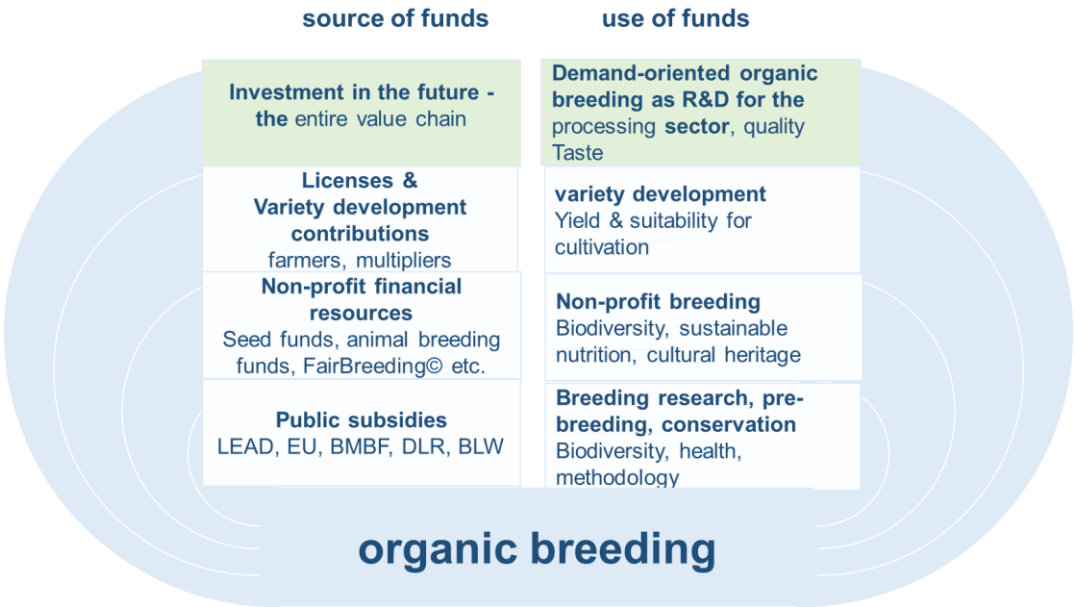 source of funds
use of funds
Investment in the future -
the entire value chain
Demand-oriented organic
breeding as R&D for the
processing sector, quality
Taste
Licenses &
Variety development
contributions
farmers, multipliers
variety development
Yield & suitability for
cultivation
Non-profit financial
resources
Seed funds, animal breeding
funds, FairBreeding© etc.
Non-profit breeding
Biodiversity, sustainable
nutrition, cultural heritage
Public subsidies
LEAD, EU, BMBF, DLR, BLW
Breeding research, pre-
breeding, conservation
Biodiversity, health,
methodology
organic breeding